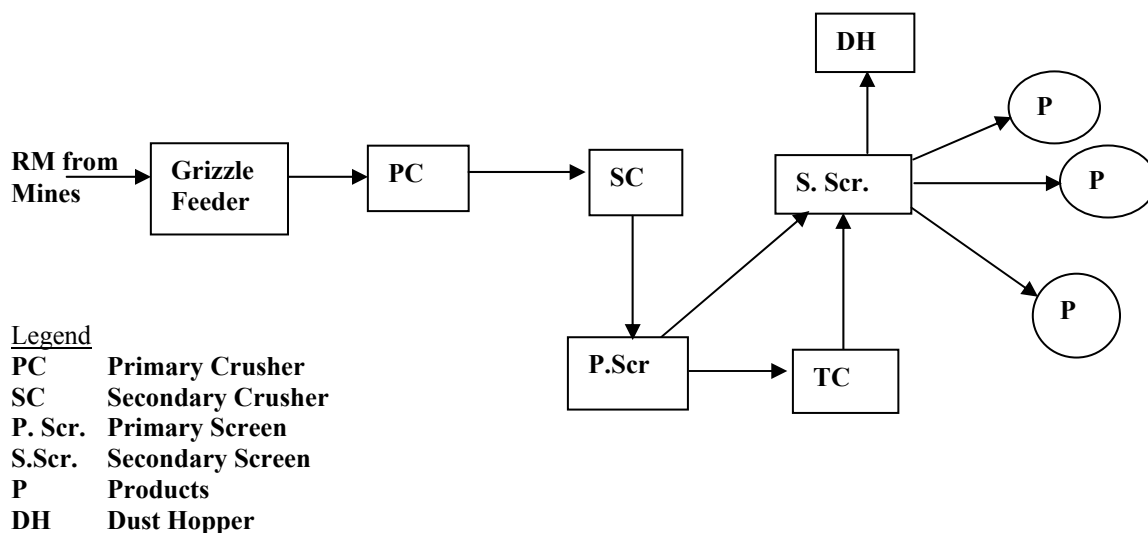 DH
P
RM from
Mines
Grizzle
Feeder
PC
SC
S. Scr.
P
P
P.Scr
TC
Legend
PC Primary Crusher
SC Secondary Crusher
P. Scr. Primary Screen
S.Scr. Secondary Screen
P Products
DH Dust Hopper